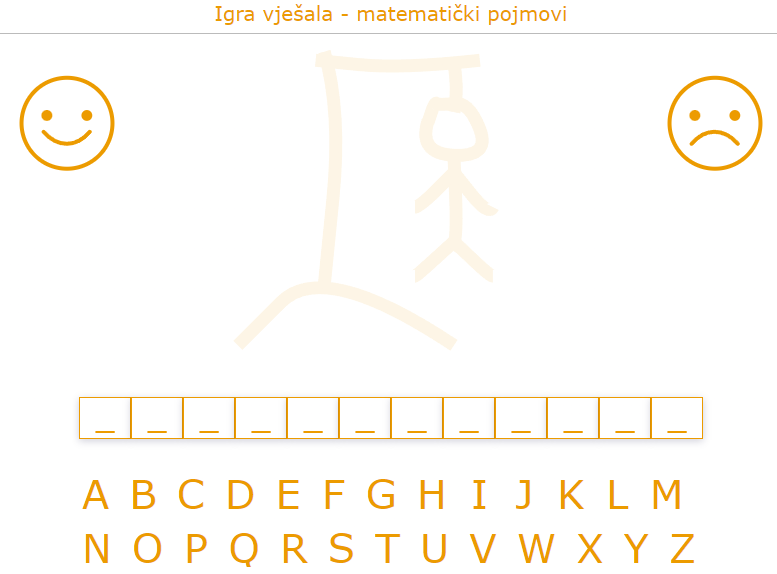 Igra vješala - matematički pojmovi
_ _ _ _ _ _ _ _ _ _ _ _
A B C D E F G H I J K L M
N O P Q R S T U V W X Y Z